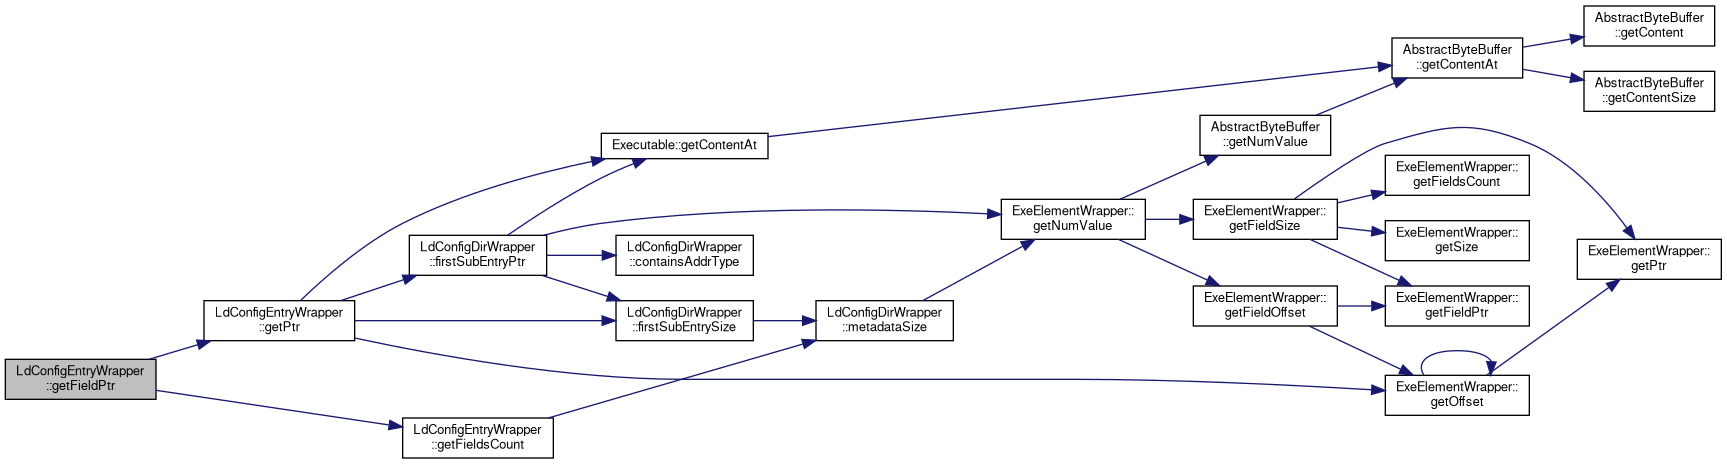 LdConfigEntryWrapper
::getFieldPtr
LdConfigEntryWrapper
::getPtr
LdConfigEntryWrapper
::getFieldsCount
LdConfigDirWrapper
::firstSubEntryPtr
Executable::getContentAt
LdConfigDirWrapper
::containsAddrType
LdConfigDirWrapper
::firstSubEntrySize
LdConfigDirWrapper
::metadataSize
ExeElementWrapper::
getNumValue
AbstractByteBuffer
::getNumValue
ExeElementWrapper::
getFieldSize
ExeElementWrapper::
getFieldOffset
AbstractByteBuffer
::getContentAt
ExeElementWrapper::
getFieldsCount
ExeElementWrapper::
getSize
ExeElementWrapper::
getFieldPtr
ExeElementWrapper::
getOffset
AbstractByteBuffer
::getContent
AbstractByteBuffer
::getContentSize
ExeElementWrapper::
getPtr